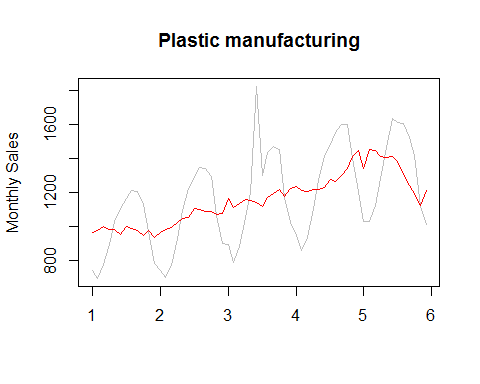 Plastic manufacturing
Monthly Sales
1600
1200
800
1 2 3 4 5 6